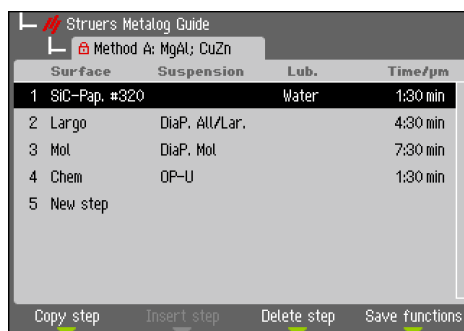 Struers Metalog Guide
Method A: MgAl; CuZn
Surface Suspension Lub. Time/µm
1 SiC-Pap. #320 Water 1:30 min
2 Largo DiaP. All/Lar. 4:30 min
3 Mol DiaP. Mol 7:30 min
4 Chem OP-U 1:30 min
5 New step
Copy step Insert step Delete step Save functions